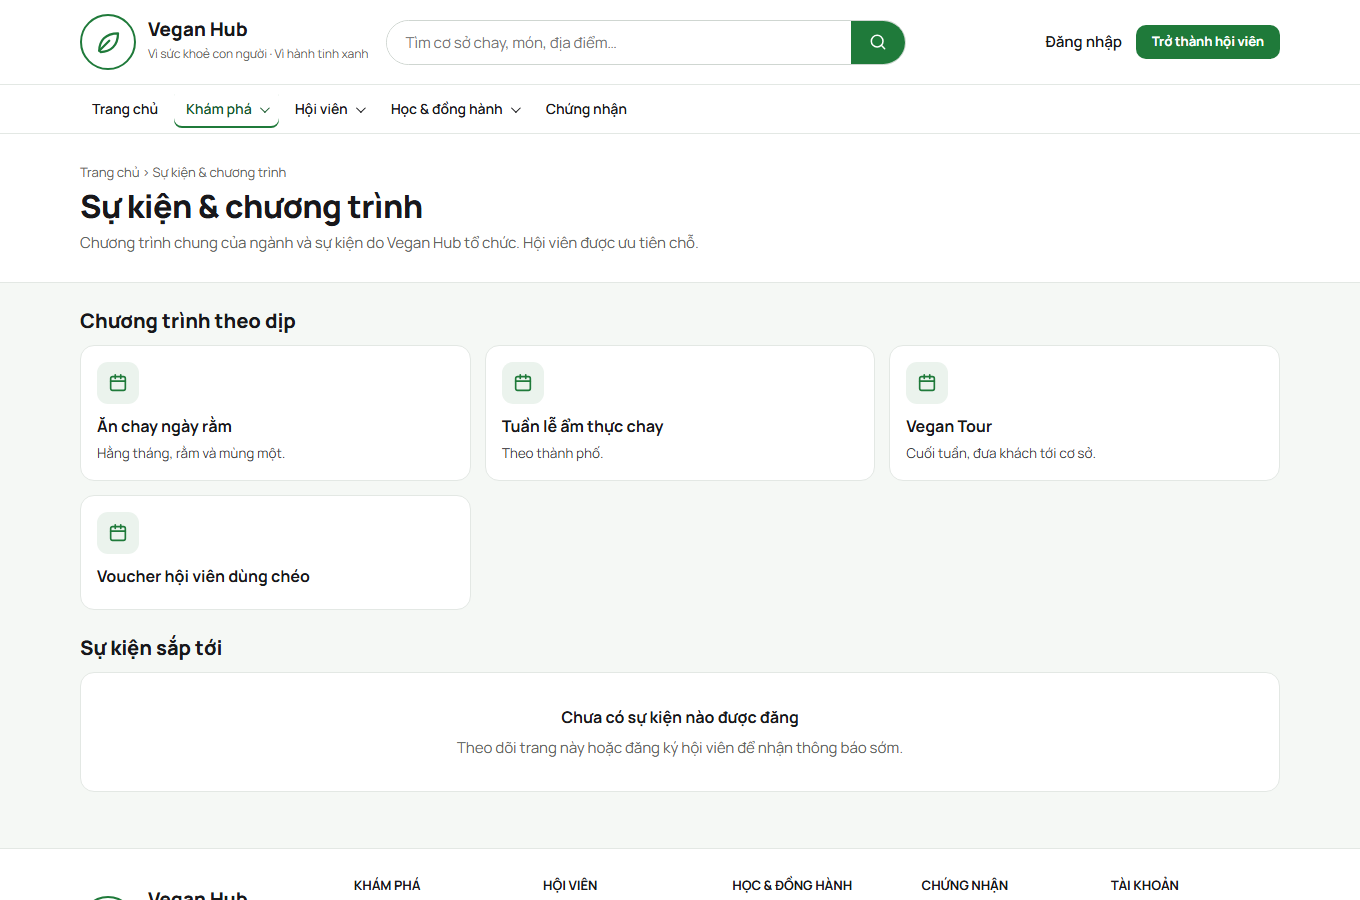 Vegan Hub
Vì sức khoẻ con người · Vì hành tinh xanh
Tìm cơ sở chay, món, địa điểm...
Đăng nhập
Trở thành hội viên
Trang chủ
Khám phá
Hội viên
Học & đồng hành
Chứng nhận
Trang chủ › Sự kiện & chương trình
Sự kiện & chương trình
Chương trình chung của ngành và sự kiện do Vegan Hub tổ chức. Hội viên được ưu tiên chỗ.
Chương trình theo dịp
Ăn chay ngày rằm
Hằng tháng, rằm và mùng một.
Tuần lễ ẩm thực chay
Theo thành phố.
Vegan Tour
Cuối tuần, đưa khách tới cơ sở.
Voucher hội viên dùng chéo
Sự kiện sắp tới
Chưa có sự kiện nào được đăng
Theo dõi trang này hoặc đăng ký hội viên để nhận thông báo sớm.
Vegan Hub
KHÁM PHÁ
HỘI VIÊN
HỌC & ĐỒNG HÀNH
CHỨNG NHẬN
TÀI KHOẢN